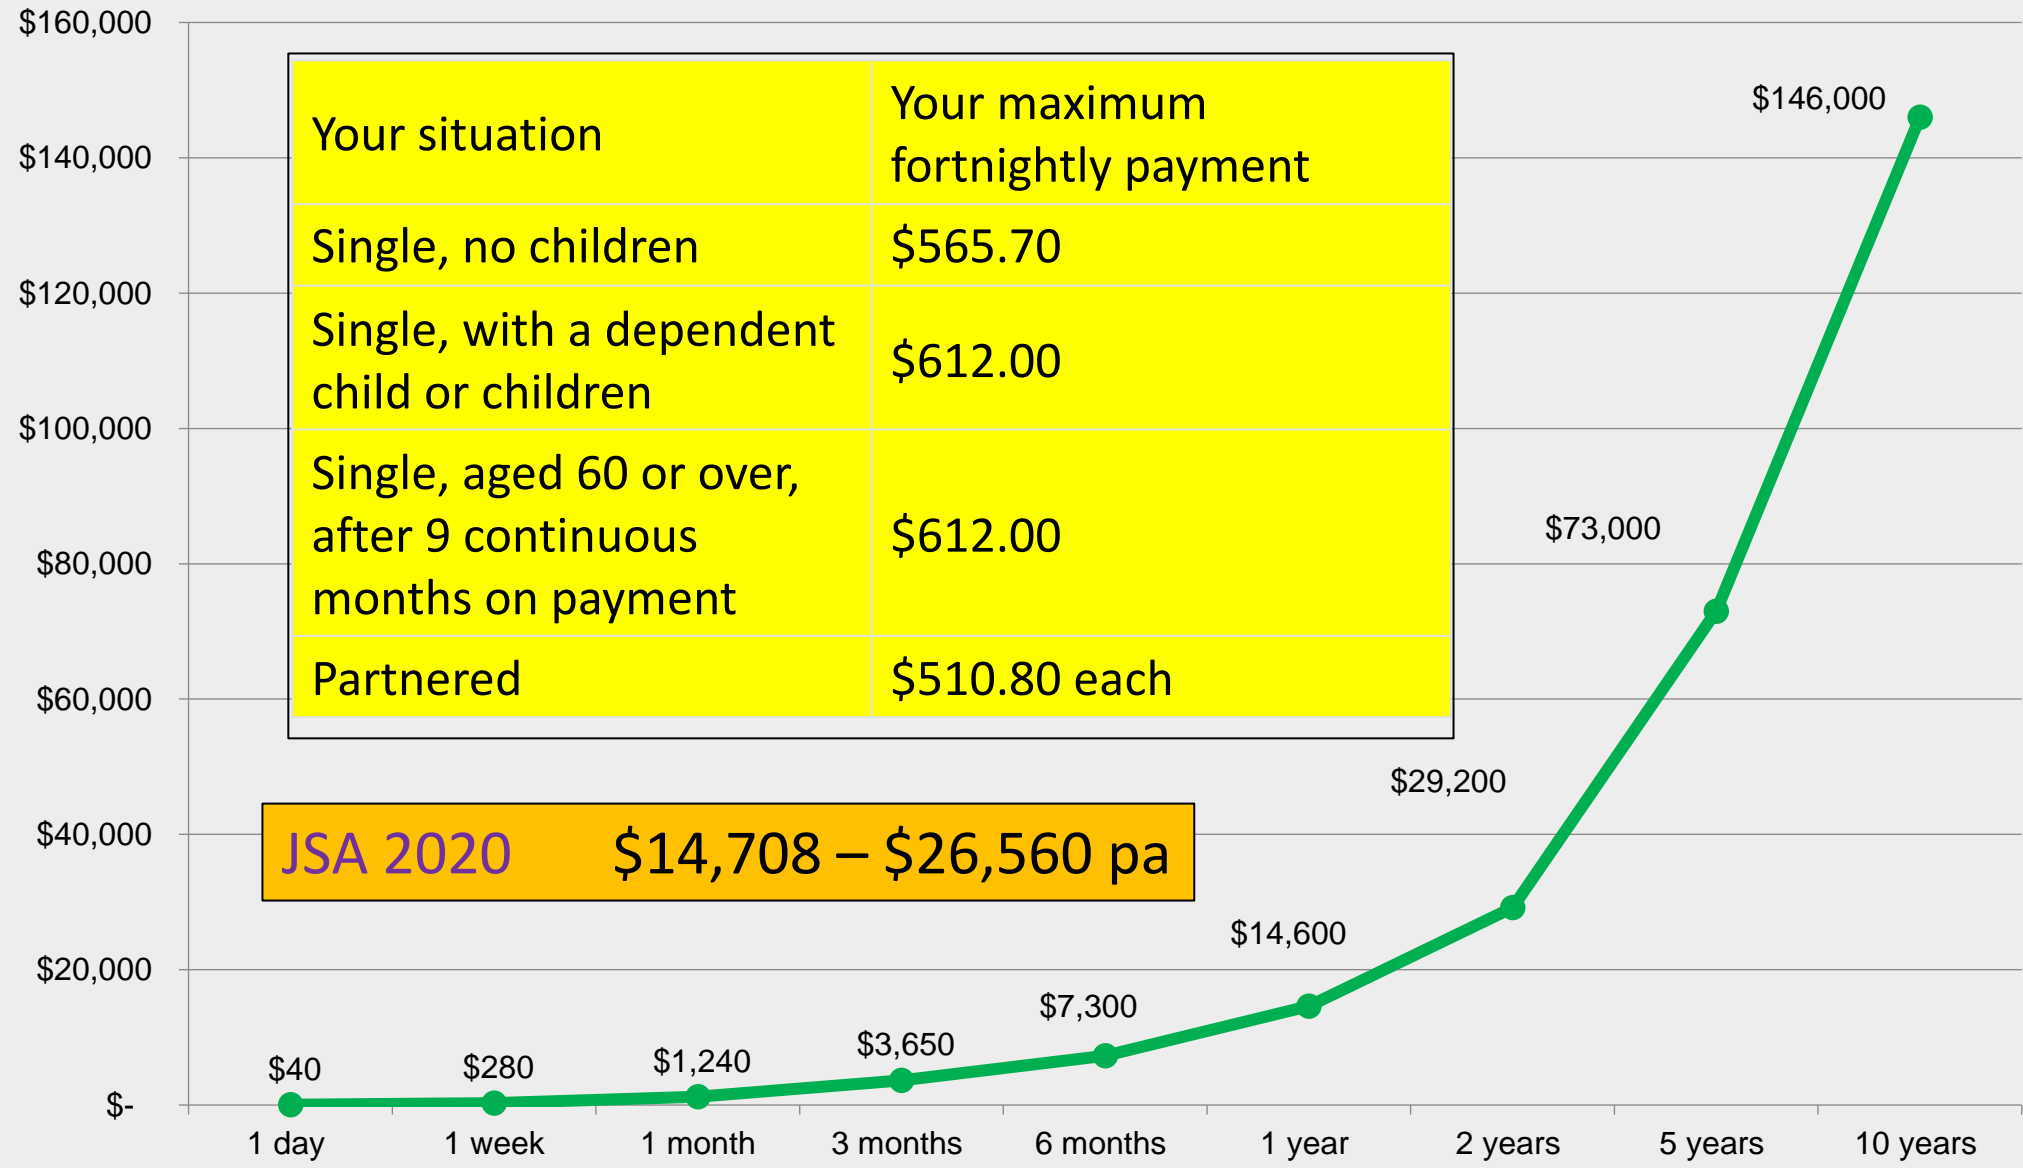 $160,000
$140,000
$120,000
$100,000
$80,000
$60,000
$40,000
$20,000
$-
Your situation
Your maximum
fortnightly payment
Single, no children
$565.70
Single, with a dependent
child or children
$612.00
Single, aged 60 or over,
after 9 continuous
months on payment
$612.00
Partnered
$510.80 each
JSA 2020 $14,708 – $26,560 pa
$40
$280
$1,240
$3,650
$7,300
$14,600
$29,200
$73,000
$146,000
1 day
1 week
1 month
3 months
6 months
1 year
2 years
5 years
10 years